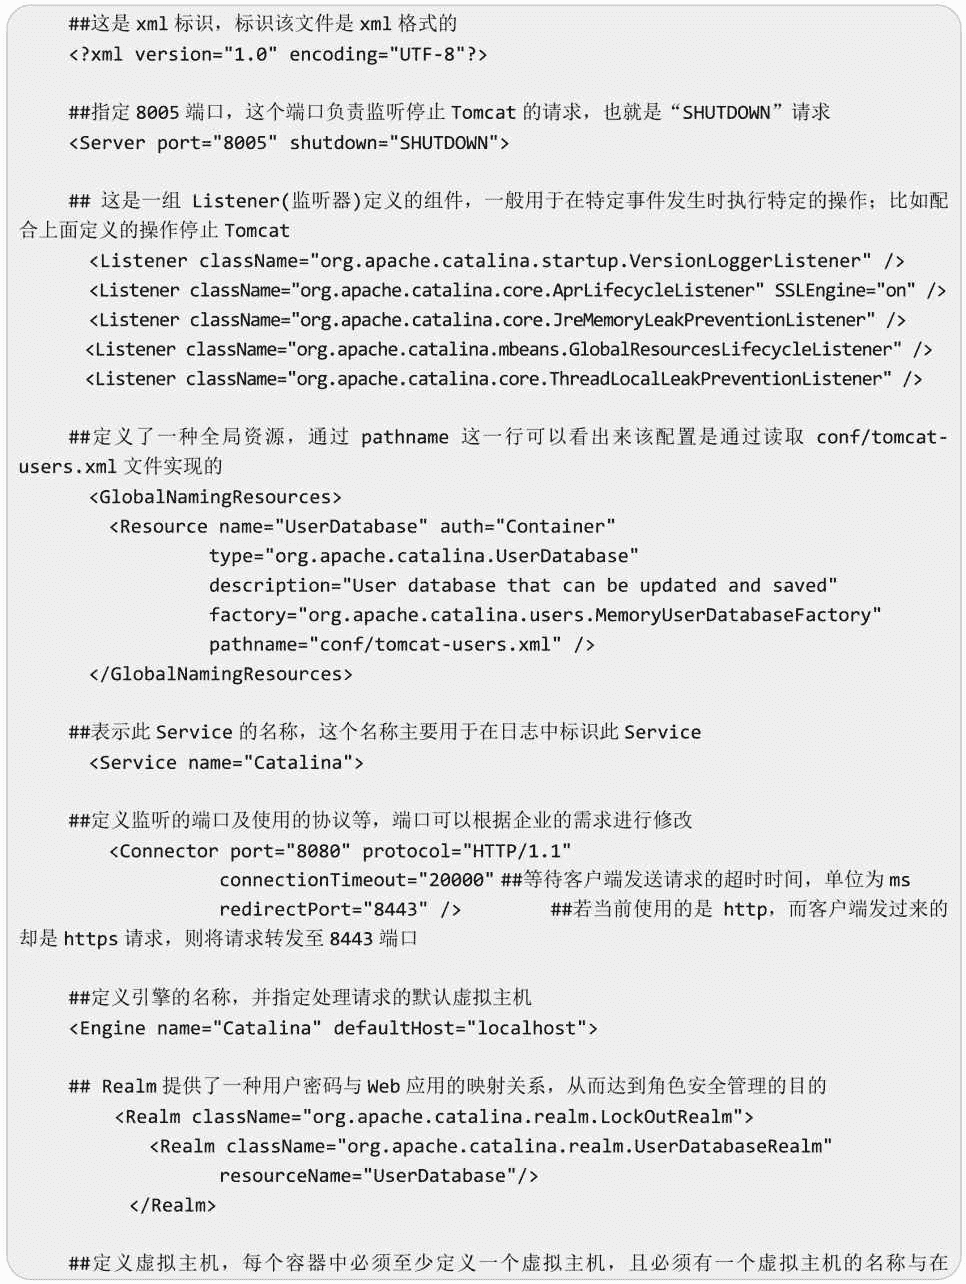 ##这是 xml 标识，标识该文件是 xml 格式的
<?xml version="1.0" encoding="UTF-8"?>
##指定 8005 端口，这个端口负责监听停止 Tomcat 的请求，也就是“SHUTDOWN”请求
<Server port="8005" shutdown="SHUTDOWN">
## 这是一组 Listener(监听器)定义的组件，一般用于在特定事件发生时执行特定的操作；比如配
合上面定义的操作停止 Tomcat
<Listener className="org.apache.catalina.startup.VersionLoggerListener" />
<Listener className="org.apache.catalina.core.AprLifecycleListener" SSLEngine="on" />
<Listener className="org.apache.catalina.core.JreMemoryLeakPreventionListener" />
<Listener className="org.apache.catalina.mbeans.GlobalResourcesLifecycleListener" />
<Listener className="org.apache.catalina.core.ThreadLocalLeakPreventionListener" />
##定义了一种全局资源，通过 pathname 这一行可以看出来该配置是通过读取 conf/tomcat-
users.xml 文件实现的
<GlobalNamingResources>
<Resource name="UserDatabase" auth="Container"
type="org.apache.catalina.UserDatabase"
description="User database that can be updated and saved"
factory="org.apache.catalina.users.MemoryUserDatabaseFactory"
pathname="conf/tomcat-users.xml" />
</GlobalNamingResources>
##表示此 Service 的名称，这个名称主要用于在日志中标识此 Service
<Service name="Catalina">
##定义监听的端口及使用的协议等，端口可以根据企业的需求进行修改
<Connector port="8080" protocol="HTTP/1.1"
connectionTimeout="20000" ##等待客户端发送请求的超时时间，单位为 ms
redirectPort="8443" /> ##若当前使用的是 http，而客户端发过来的
却是 https 请求，则将请求转发至 8443 端口
##定义引擎的名称，并指定处理请求的默认虚拟主机
<Engine name="Catalina" defaultHost="localhost">
## Realm 提供了一种用户密码与 Web 应用的映射关系，从而达到角色安全管理的目的
<Realm className="org.apache.catalina.realm.LockOutRealm">
<Realm className="org.apache.catalina.realm.UserDatabaseRealm"
resourceName="UserDatabase"/>
</Realm>
##定义虚拟主机，每个容器中必须至少定义一个虚拟主机，且必须有一个虚拟主机的名称与在